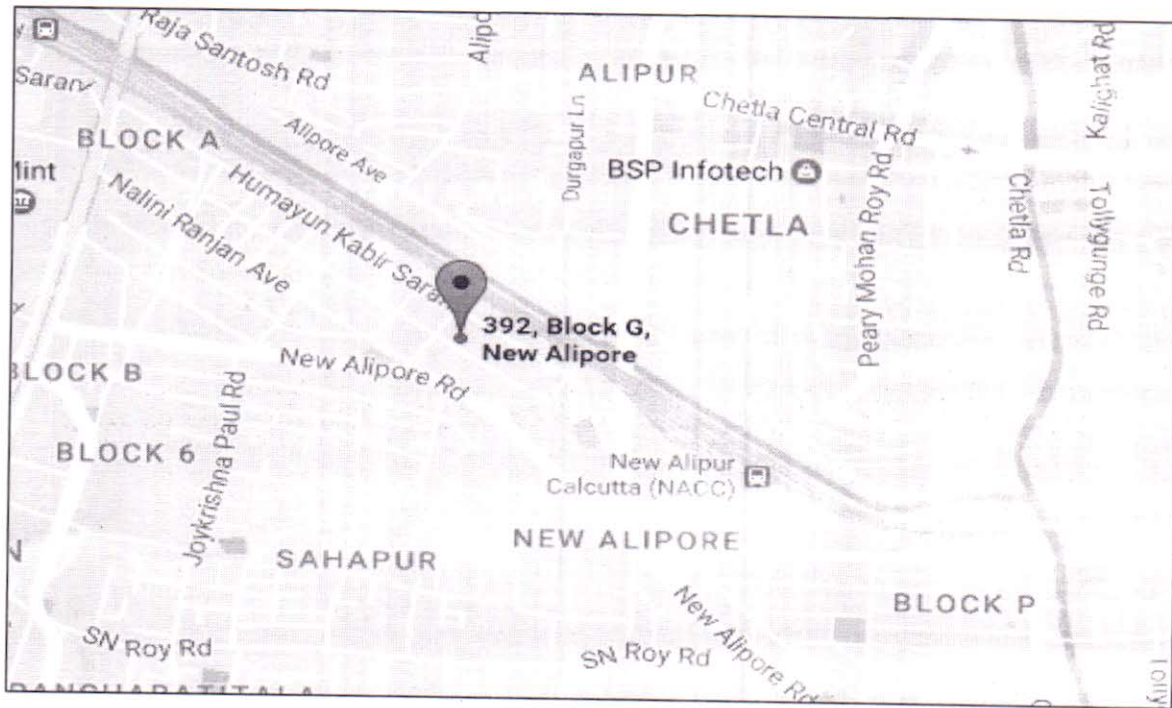 Raja Santosh Rd
Alipo
ALIPUR
Kalighat Rd
Sarani
Chetla Central Rd
BLOCK A
Alipore Ave
Durgapur Ln
BSP Infotech
Mint
Humayun Kabir Saran
Nalini Ranjan Ave
CHETLA
Peary Mohan Roy Rd
Chetla Rd
Tollygunge Rd
392, Block G,
New Alipore
New Alipore Rd
BLOCK B
BLOCK 6
Joykrishna Paul Rd
New Alipur
Calcutta (NACC)
NEW ALIPORE
SAHAPUR
BLOCK P
New Alipore Rd
SN Roy Rd
SN Roy Rd
Tolly